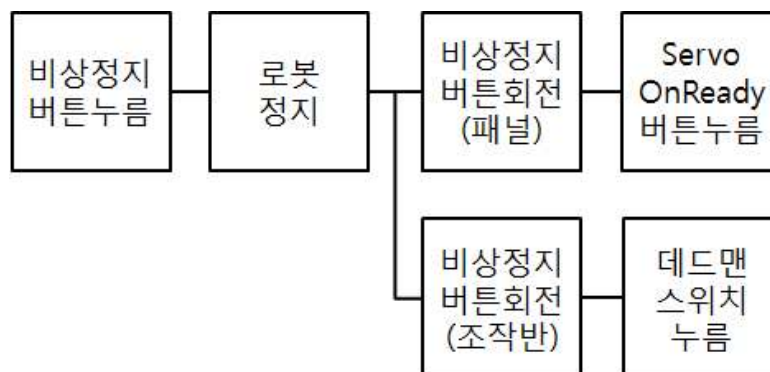 비상정지
버튼누름
로봇
정지
비상정지
버튼회전
(패널)
Servo
OnReady
버튼누름
비상정지
버튼회전
(조작반)
데드맨
스위치
누름